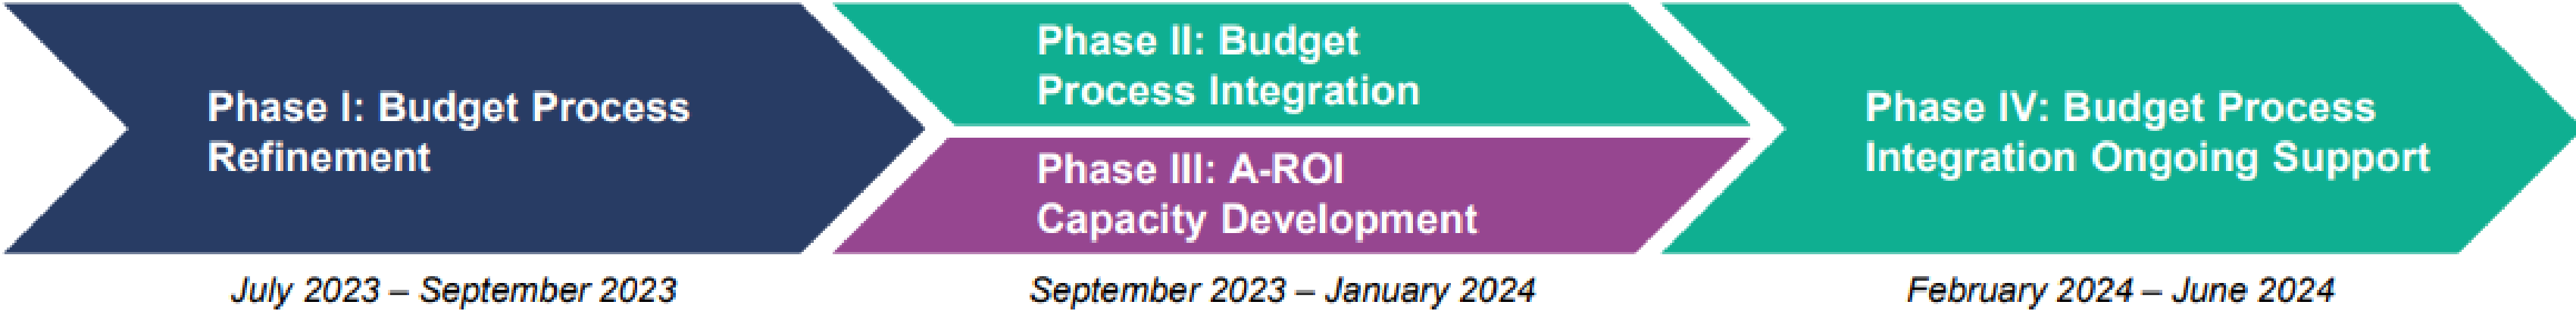 Phase I: Budget Process
Refinement
July 2023 – September 2023
Phase II: Budget
Process Integration
Phase III: A-ROI
Capacity Development
September 2023 – January 2024
Phase IV: Budget Process
Integration Ongoing Support
February 2024 – June 2024